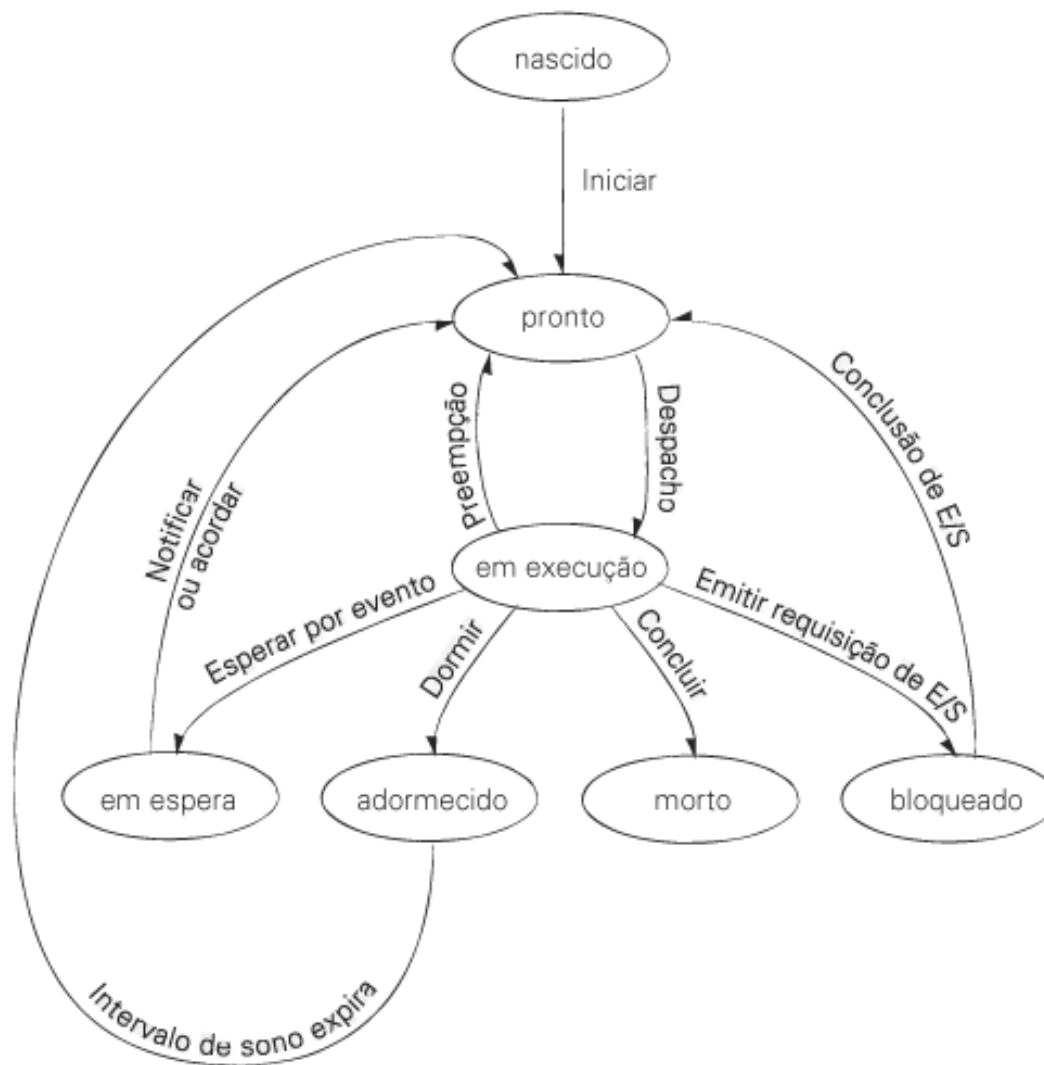 nascido
Iniciar
pronto
Preempção
Despacho
Conclusão de E/S
Notificar
ou acordar
em execução
Esperar por evento
Dormir
Concluir
Emitir requisição de E/S
em espera
adormecido
morto
bloqueado
Intervalo de sono expira